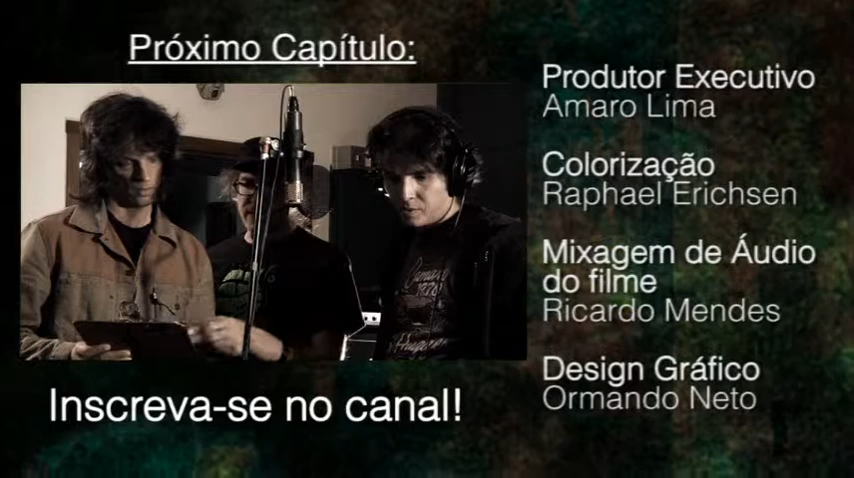 Próximo Capítulo:
Inscreva-se no canal!
Produtor Executivo
Amaro Lima
Colorização
Raphael Erichsen
Mixagem de Áudio
do filme
Ricardo Mendes
Design Gráfico
Ormando Neto
1976